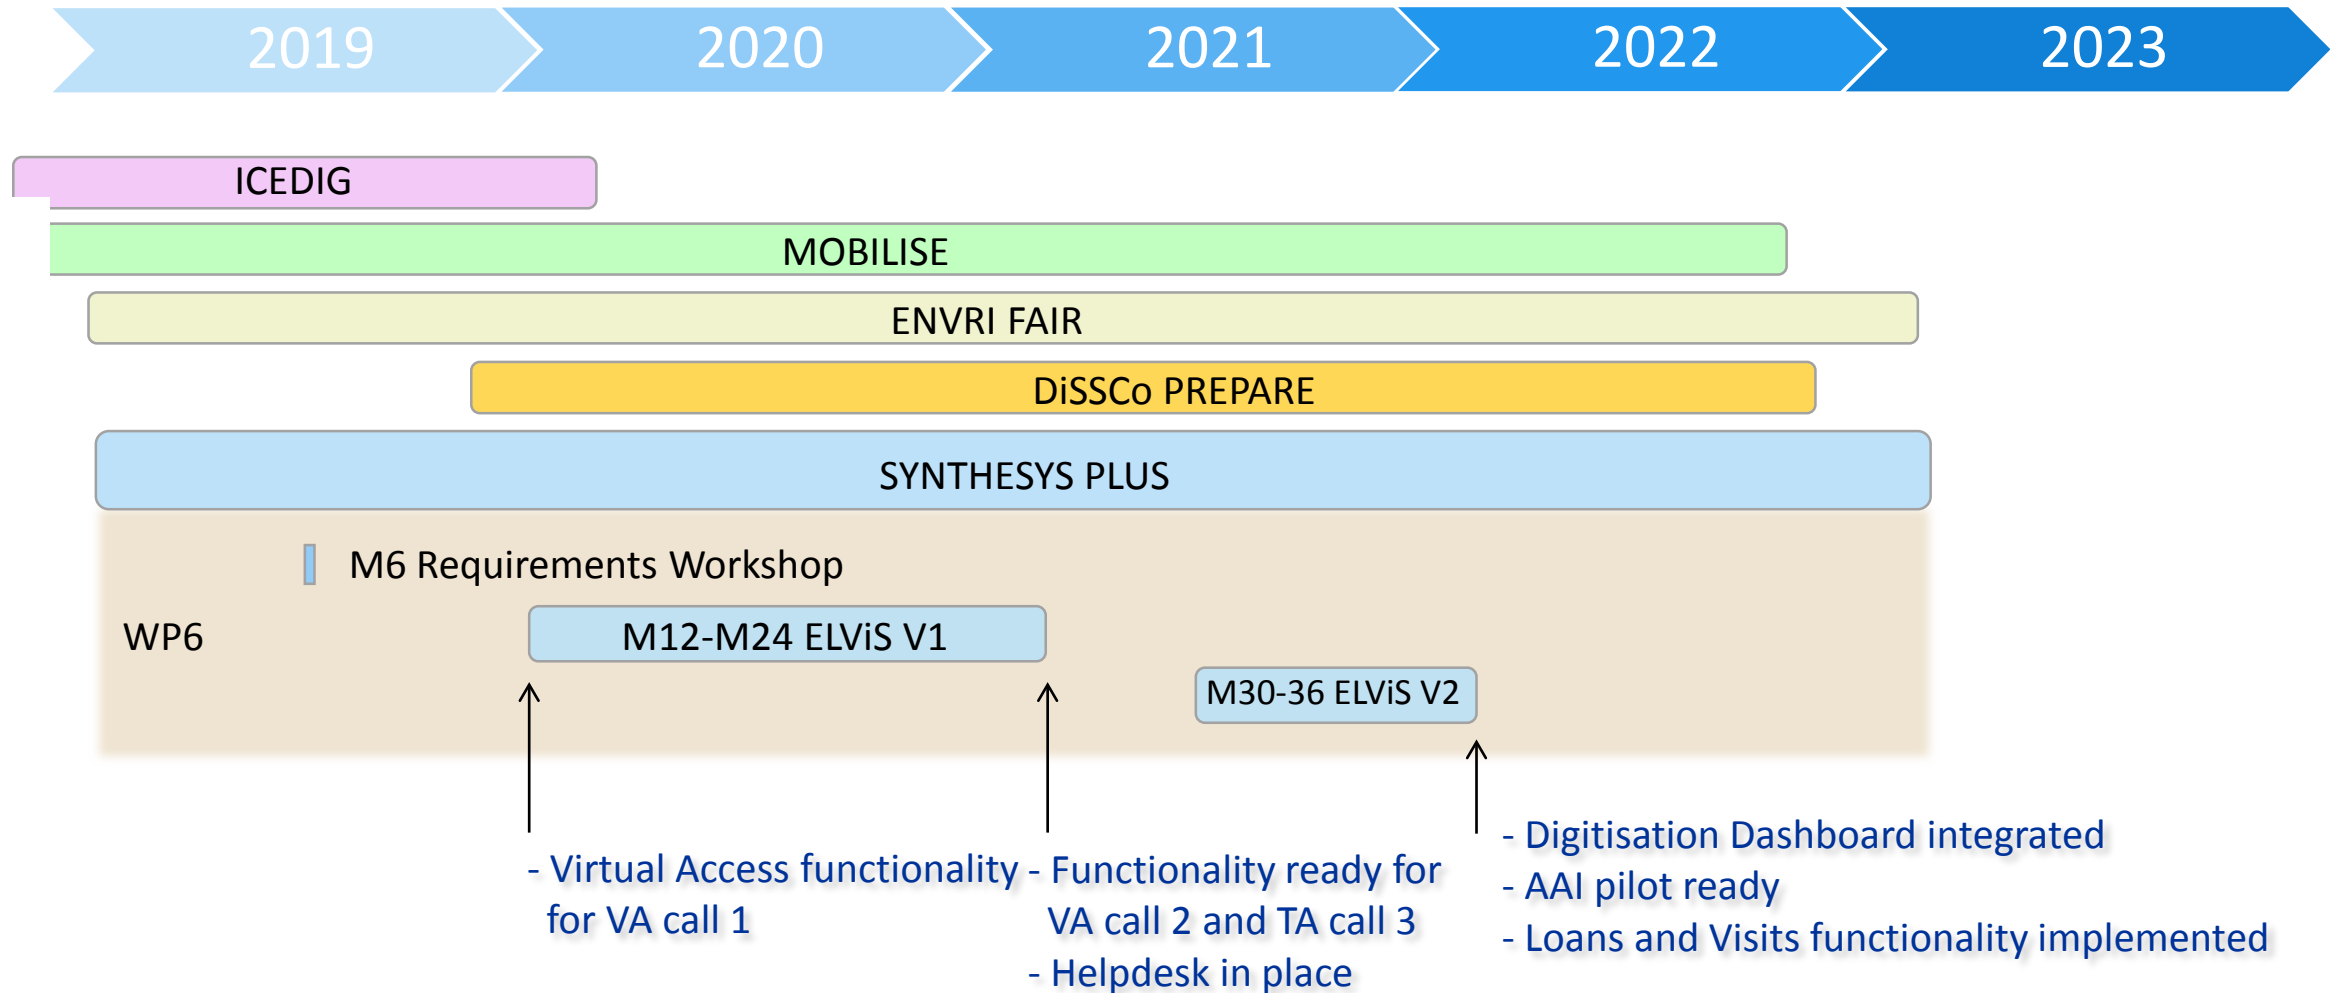 2019
2020
2021
2022
2023
ICEDIG
MOBILISE
ENVRI FAIR
DiSSCo PREPARE
SYNTHESYS PLUS
M6 Requirements Workshop
WP6
M12-M24 ELViS V1
M30-36 ELViS V2
- Virtual Access functionality
for VA call 1
- Functionality ready for
VA call 2 and TA call 3
- Helpdesk in place
- Digitisation Dashboard integrated
- AAI pilot ready
- Loans and Visits functionality implemented